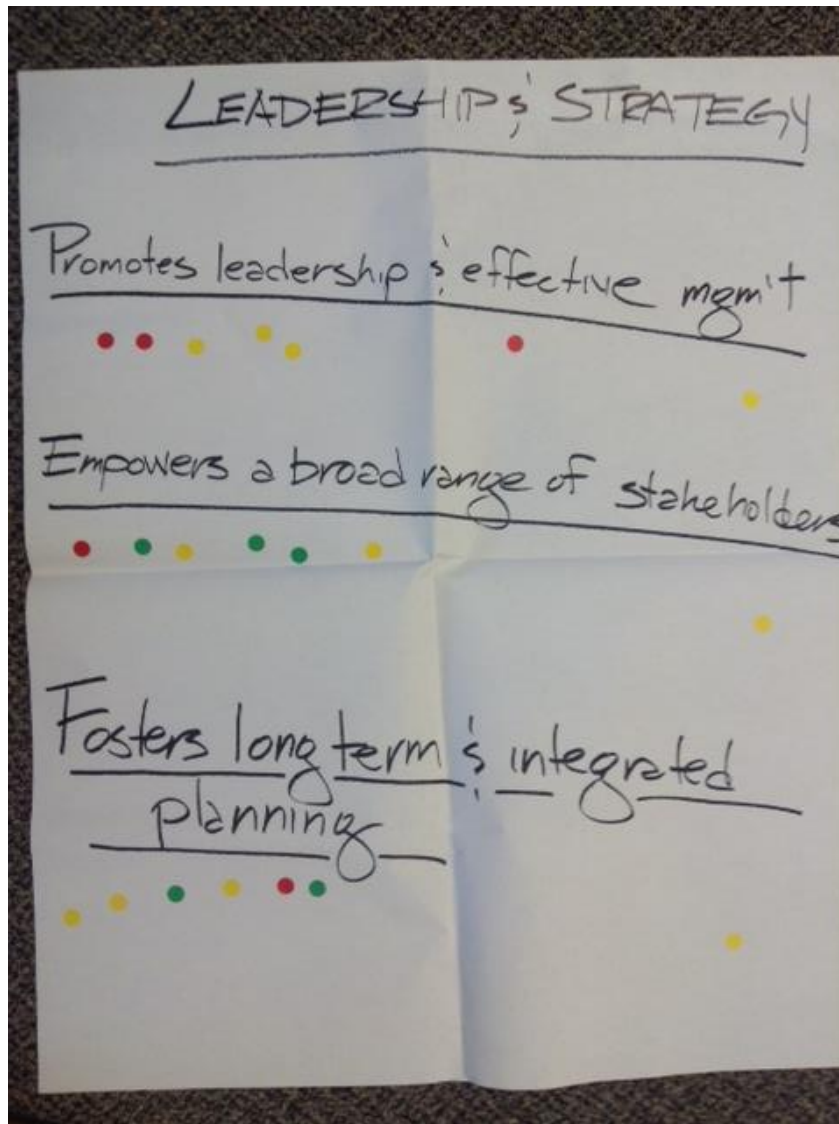 LEADERSHIP & STRATEGY
Promotes leadership & effective mgm't
Empowers a broad range of stakeholders
Fosters long term & integrated
planning